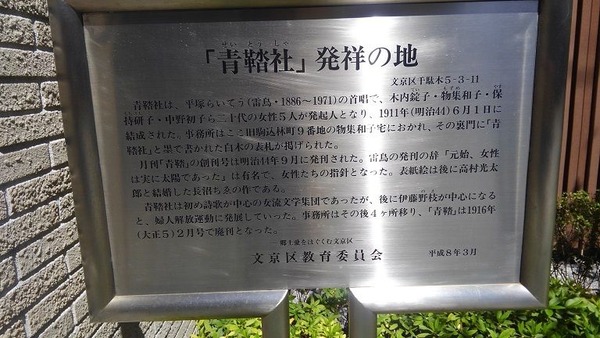 せい とう しゃ
「青鞜社」発祥の地
文京区千駄木5-3-11
青鞜社は、平塚らいてう(雷鳥・1886~1971)の首唱で、木内錠子・物集和子・保
持研子・中野初子ら二十代の女性5人が発起人となり、1911年(明治44)6月1日に
結成された。事務所はここ旧駒込林町9番地の物集和子宅におかれ、その裏門に「青
鞜社」と墨で書かれた白木の表札が掲げられた。
月刊『青鞜』の創刊号は明治44年9月に発刊された。雷鳥の発刊の辞「元始、女性
は実に太陽であった」は有名で、女性たちの指針となった。表紙絵は後に高村光太
郎と結婚した長沼ちゑの作である。
青鞜社は初め詩歌が中心の女流文学集団であったが、後に伊藤野枝が中心になる
と、婦人解放運動に発展していった。事務所はその後4ヶ所移り、「青鞜」は1916年
(大正5)2月号で廃刊となった。
郷土愛をはぐくむ文京区
文京区教育委員会 平成8年3月